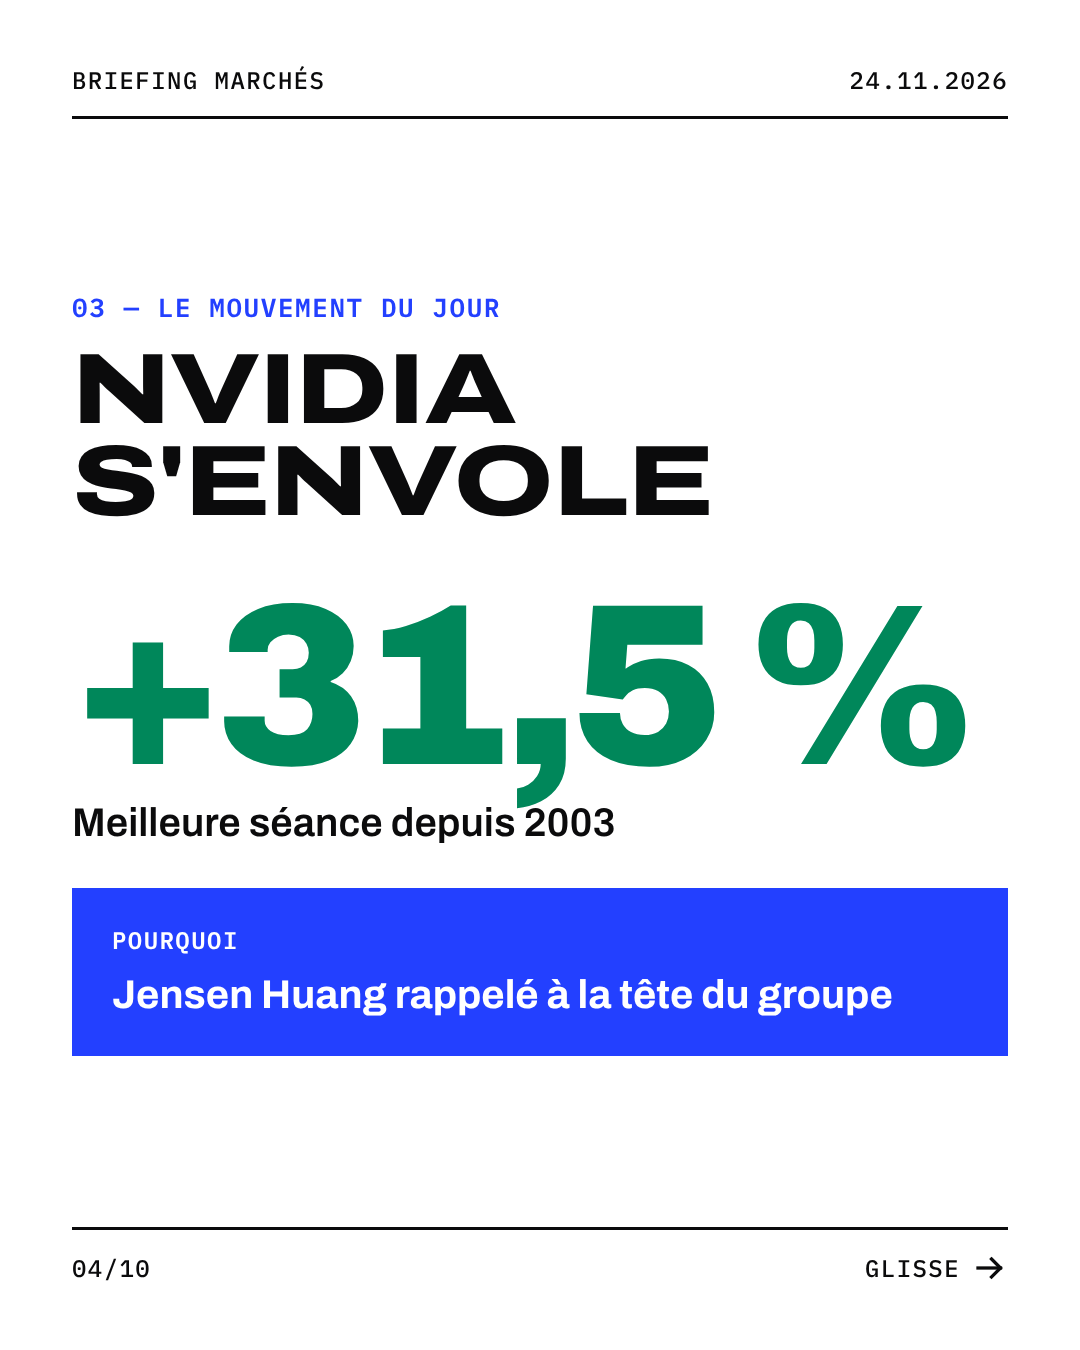 BRIEFING MARCHÉS
24.11.2026
03 — LE MOUVEMENT DU JOUR
NVIDIA
S'ENVOLE
+31,5 %
Meilleure séance depuis 2003
POURQUOI
Jensen Huang rappelé à la tête du groupe
04/10
GLISSE →